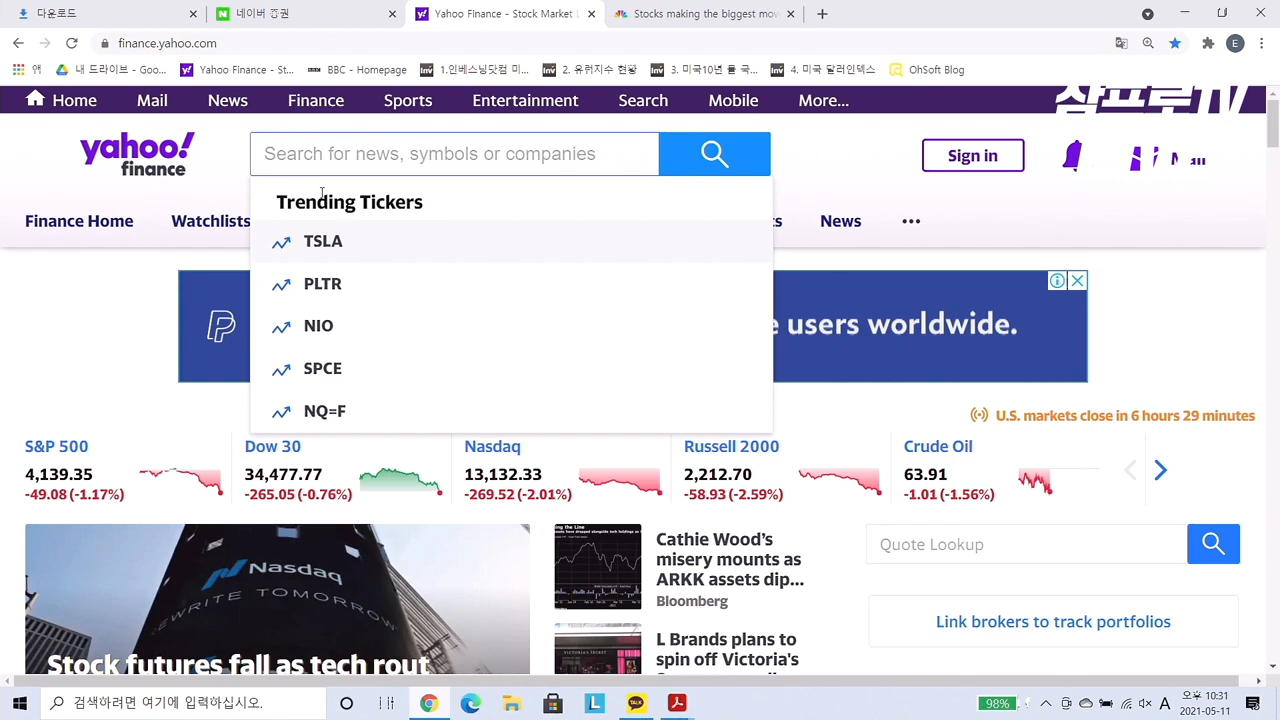 다운로드
네이버 증권
Yahoo Finance - Stock Market L
Stocks making the biggest mov
finance.yahoo.com
E
앱
내 드라이브 - Goo...
Yahoo Finance - St...
BBC - Homepage
1.인베스팅닷컴 미...
2. 유럽지수 현황
3. 미국10년 물 국...
4. 미국 달러인덱스
OhSoft Blog
Home
Mail
News
Finance
Sports
Entertainment
Search
Mobile
More...
삼프로TV
yahoo!
finance
Search for news, symbols or companies
Sign in
Mail
Trending Tickers
Finance Home
Watchlists
News
TSLA
PLTR
NIO
SPCE
NQ=F
e users worldwide.
U.S. markets close in 6 hours 29 minutes
S&P 500
4,139.35
-49.08 (-1.17%)
Dow 30
34,477.77
-265.05 (-0.76%)
Nasdaq
13,132.33
-269.52 (-2.01%)
Russell 2000
2,212.70
-58.93 (-2.59%)
Crude Oil
63.91
-1.01 (-1.56%)
Nasdaq
REWRITE TOMORROW
Stock futures fall as tech rout
Cathie Wood's
misery mounts as
ARKK assets dip...
Bloomberg
L Brands plans to
spin off Victoria's
Quote Lookup
Link brokers to track portfolios
검색하려면 여기에 입력하십시오.
98%
A
오후 10:31
2021-05-11